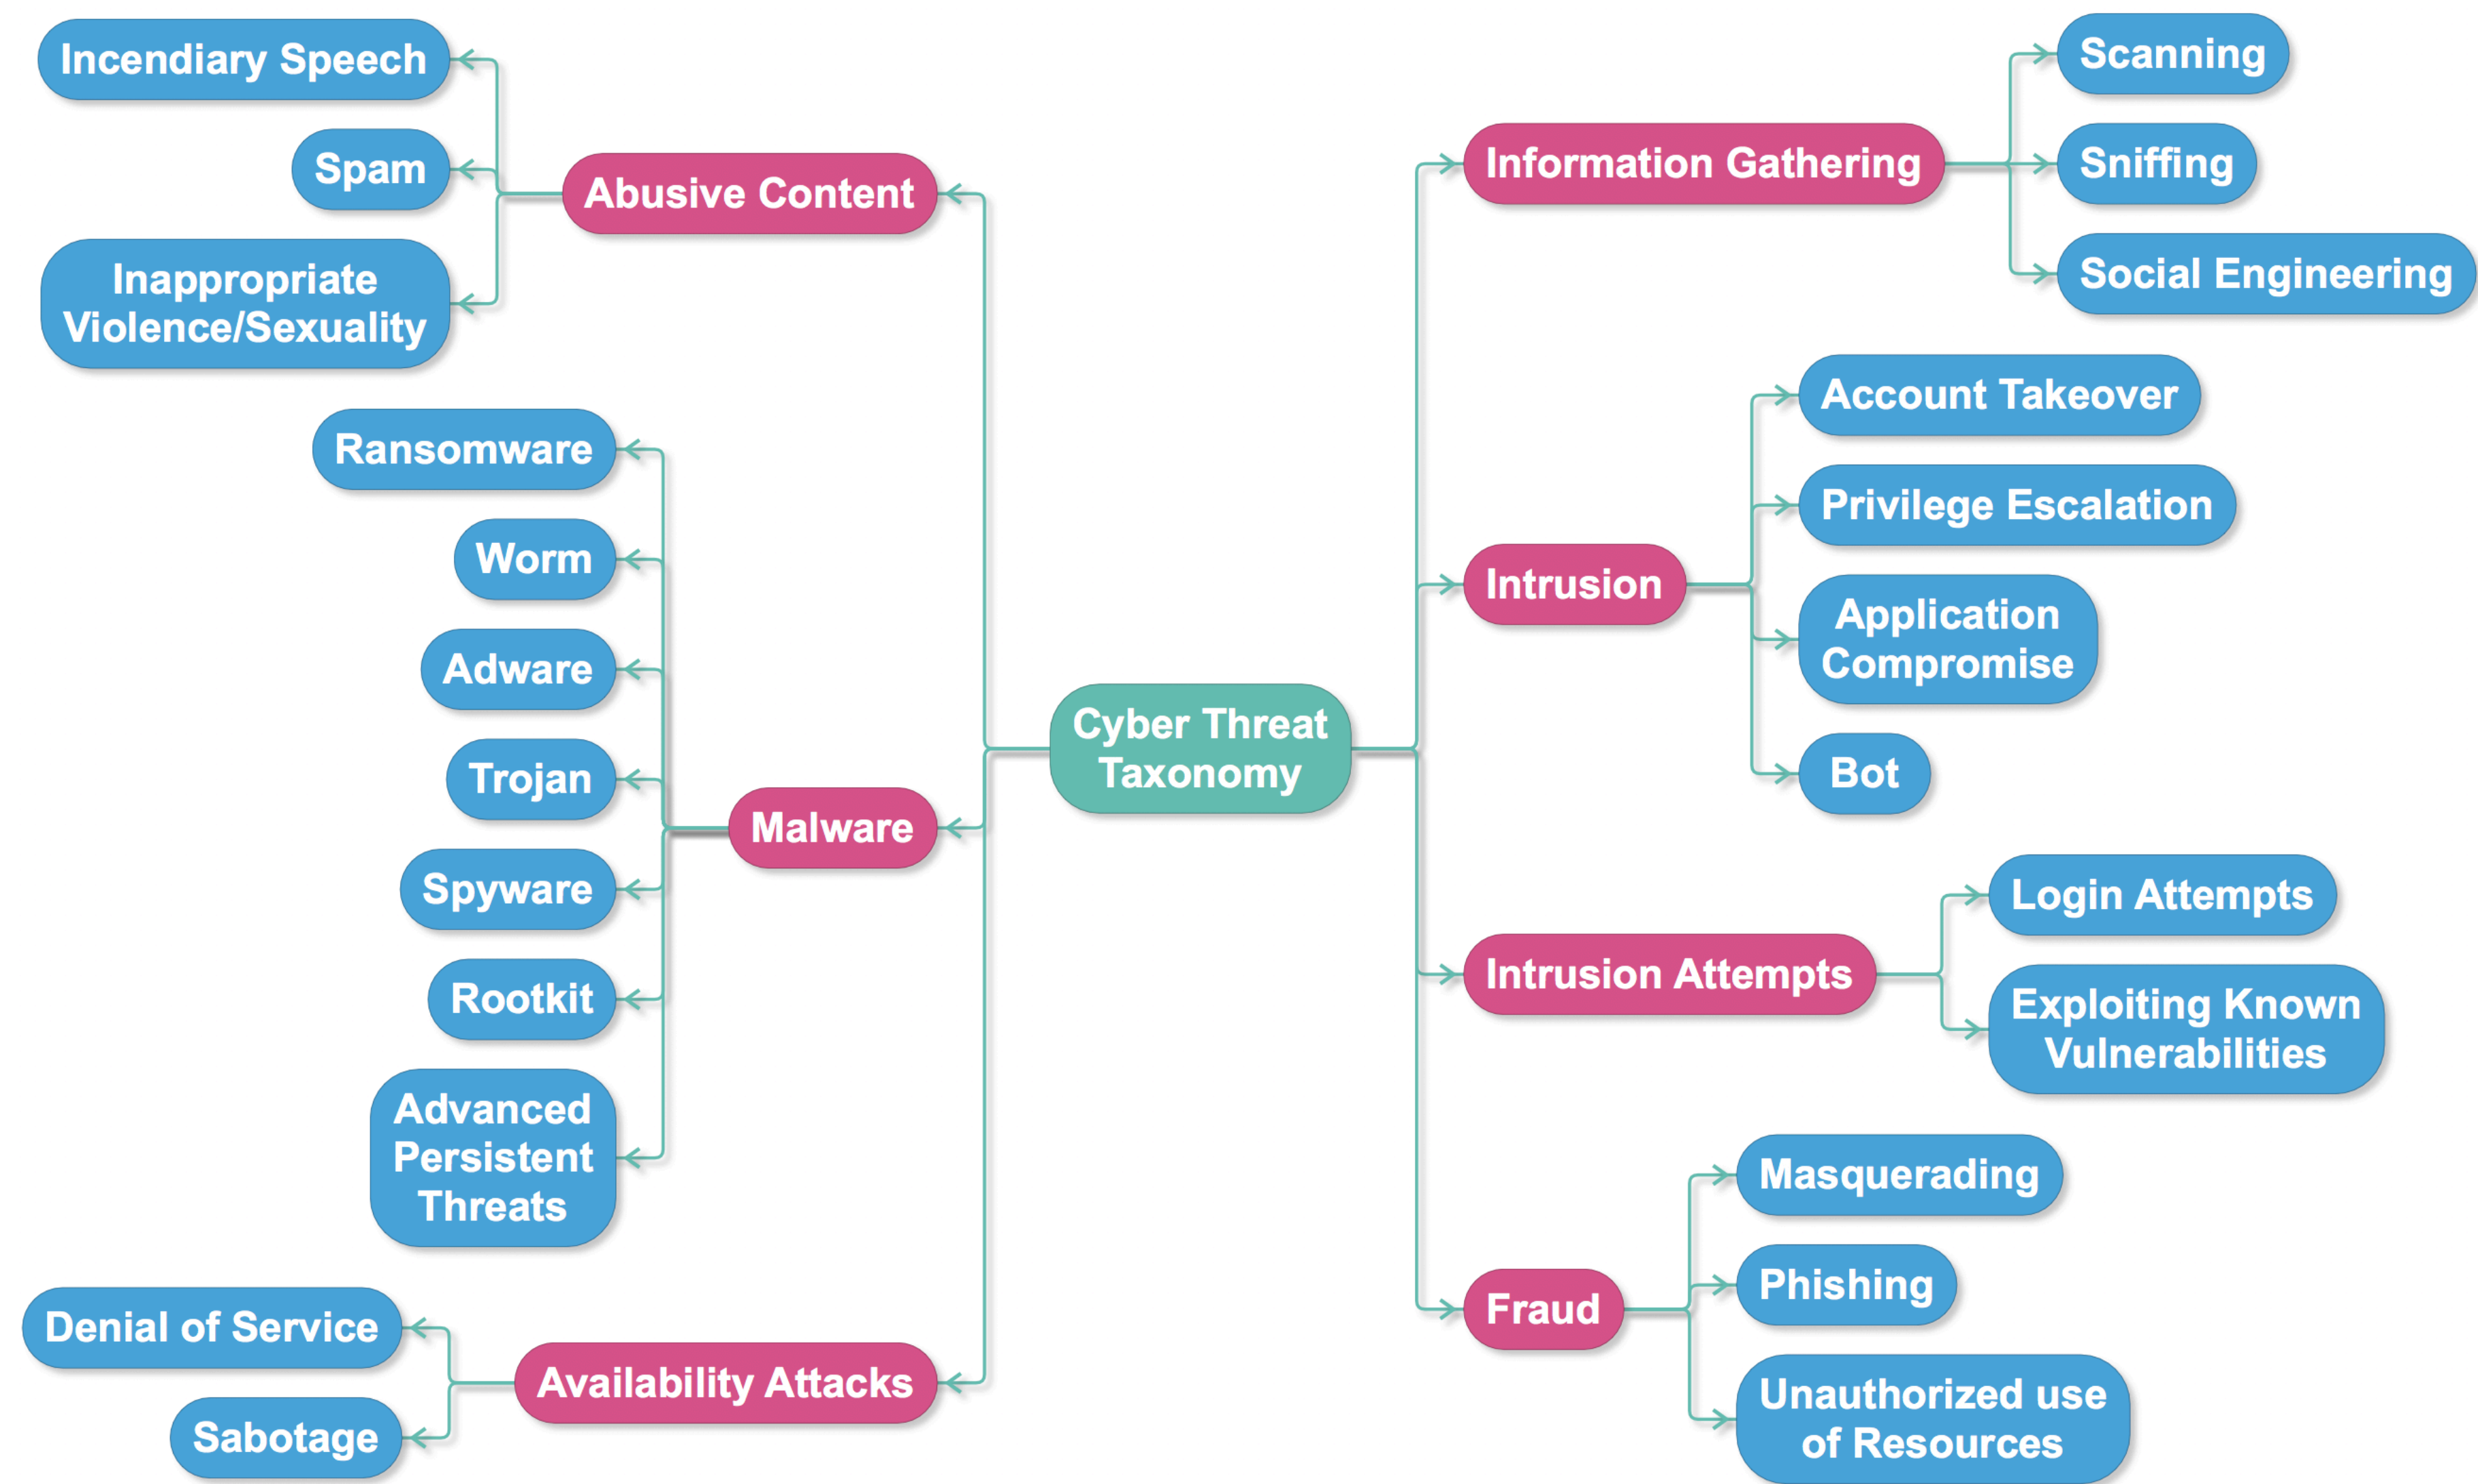 Cyber Threat
Taxonomy
Abusive Content
Incendiary Speech
Spam
Inappropriate
Violence/Sexuality
Malware
Ransomware
Worm
Adware
Trojan
Spyware
Rootkit
Advanced
Persistent
Threats
Availability Attacks
Denial of Service
Sabotage
Information Gathering
Scanning
Sniffing
Social Engineering
Intrusion
Account Takeover
Privilege Escalation
Application
Compromise
Bot
Intrusion Attempts
Login Attempts
Exploiting Known
Vulnerabilities
Fraud
Masquerading
Phishing
Unauthorized use
of Resources